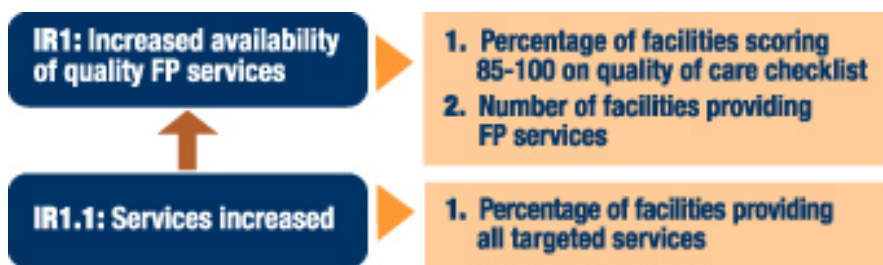 IR1: Increased availability
of quality FP services
1. Percentage of facilities scoring
85-100 on quality of care checklist
2. Number of facilities providing
FP services
IR1.1: Services increased
1. Percentage of facilities providing
all targeted services